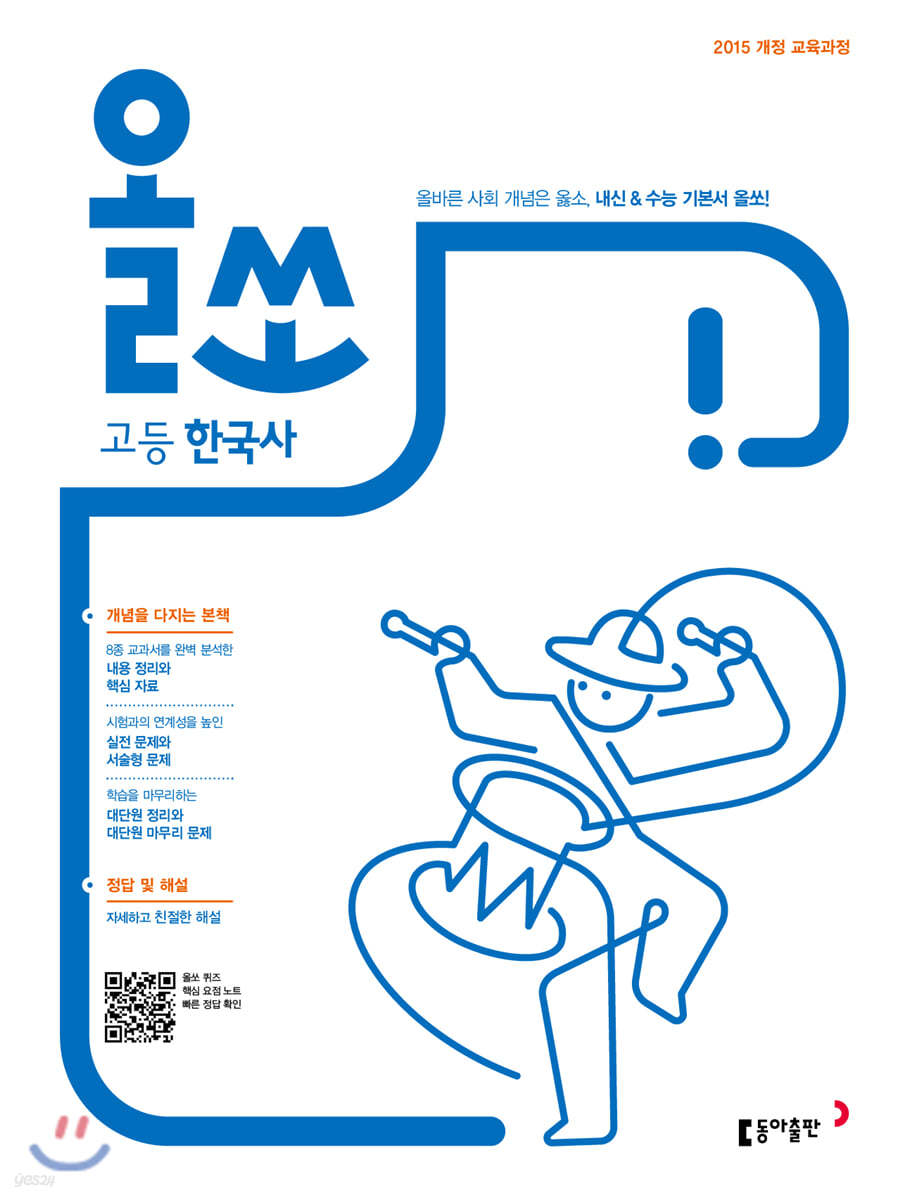 2015 개정 교육과정
올쏘
올바른 사회 개념은 옳소, 내신 & 수능 기본서 올쏘!
고등 한국사
개념을 다지는 본책
8종 교과서를 완벽 분석한
내용 정리와
핵심 자료
시험과의 연계성을 높인
실전 문제와
서술형 문제
학습을 마무리하는
대단원 정리와
대단원 마무리 문제
정답 및 해설
자세하고 친절한 해설
올쏘 퀴즈
핵심 요점 노트
빠른 정답 확인
동아출판
yes24